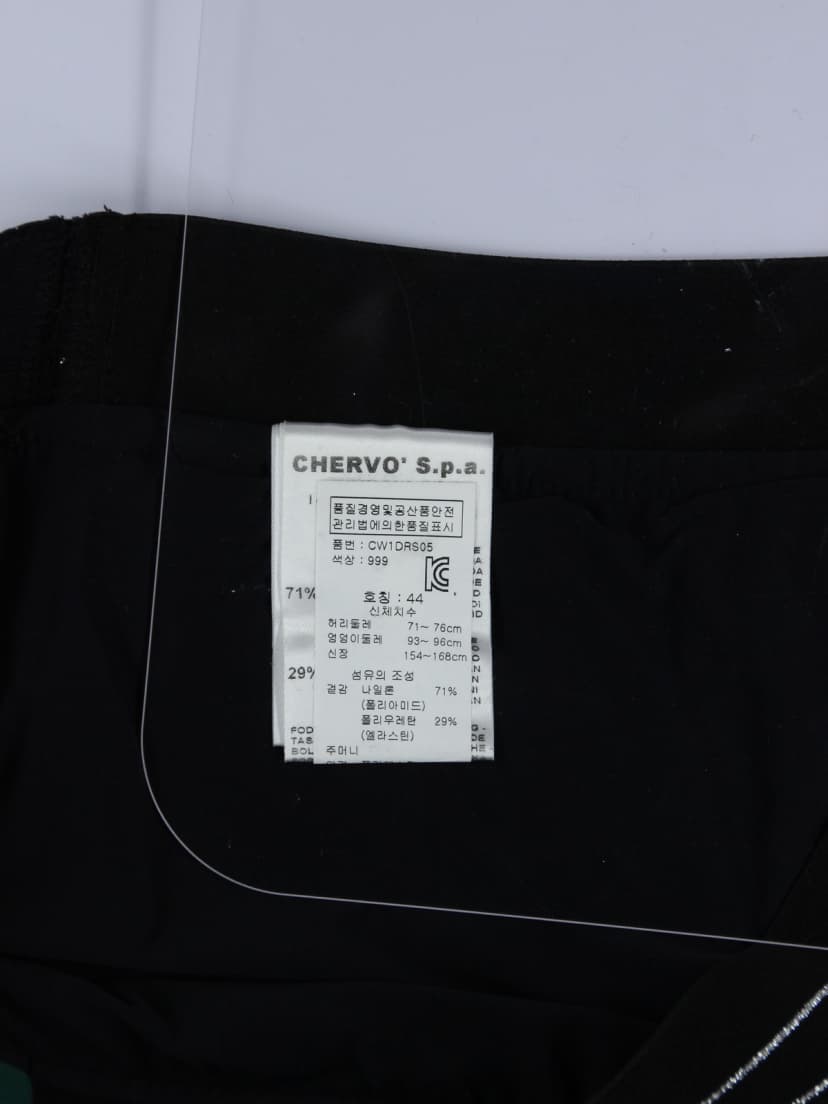 CHERVO' S.p.a.
품질경영및공산품안전
관리법에의한품질표시
품번 : CW1DRS05
색상 : 999
호칭 : 44
신체치수
허리둘레 71~ 76cm
엉덩이둘레 93~ 96cm
신장 154~168cm
섬유의 조성
겉감 나일론 71%
(폴리아미드)
폴리우레탄 29%
(엘라스틴)
주머니
71%
29%
FOD
TAS
BOL